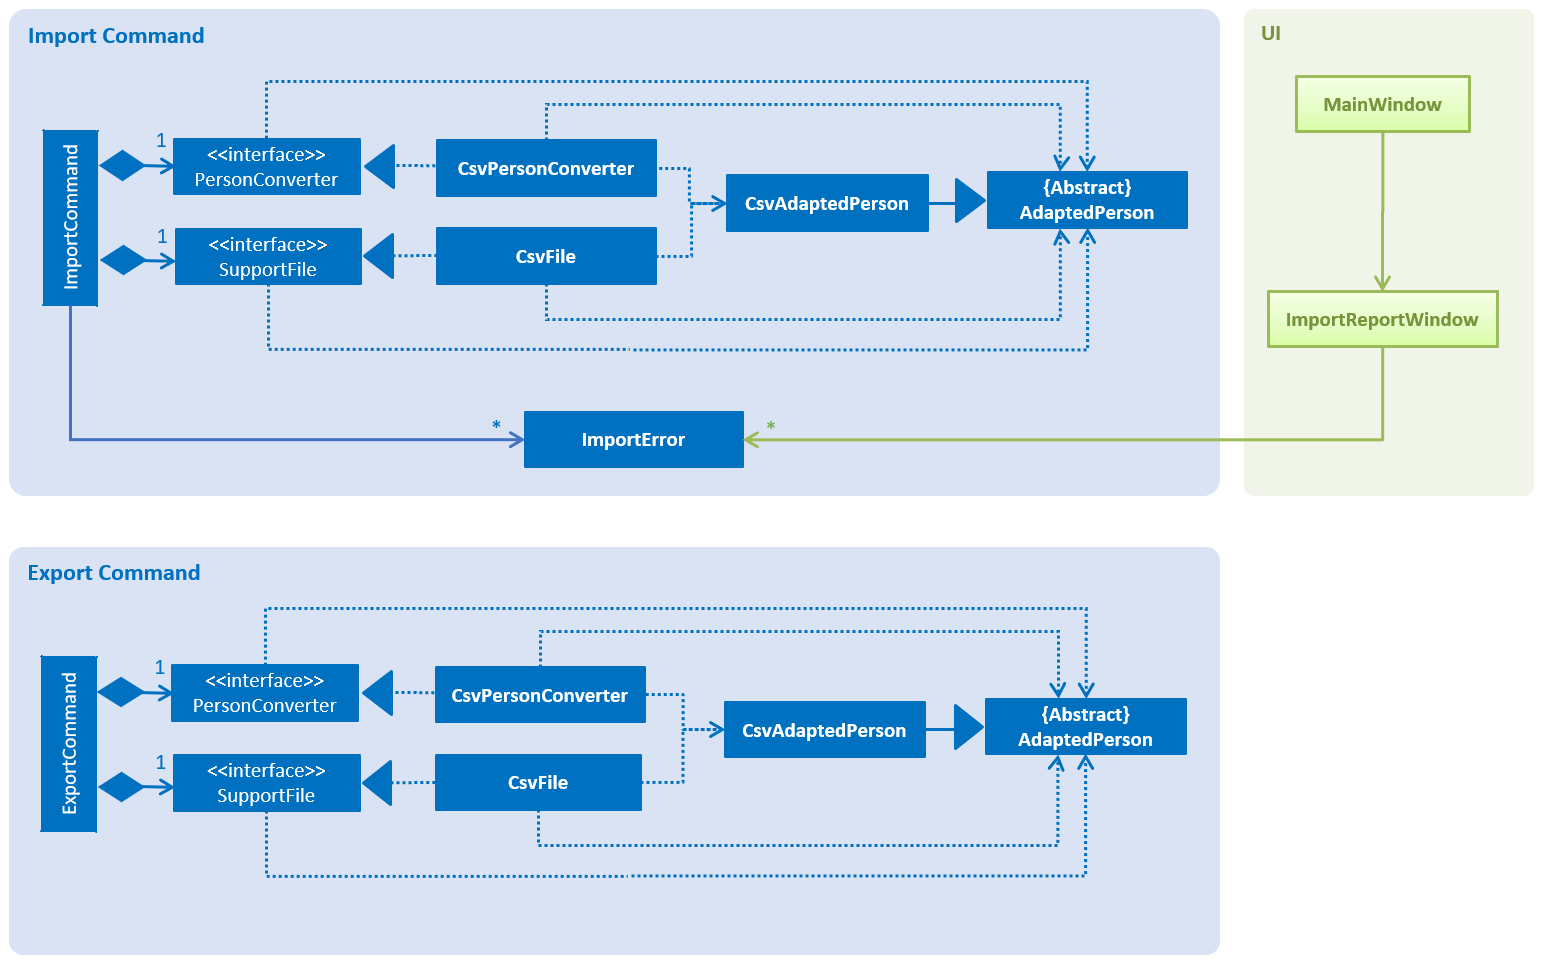 Import Command
UI
ImportCommand
1
<<interface>>
PersonConverter
CsvPersonConverter
1
<<interface>>
SupportFile
CsvFile
CsvAdaptedPerson
{Abstract}
AdaptedPerson
MainWindow
ImportReportWindow
*
ImportError
*
Export Command
ExportCommand
1
<<interface>>
PersonConverter
CsvPersonConverter
1
<<interface>>
SupportFile
CsvFile
CsvAdaptedPerson
{Abstract}
AdaptedPerson